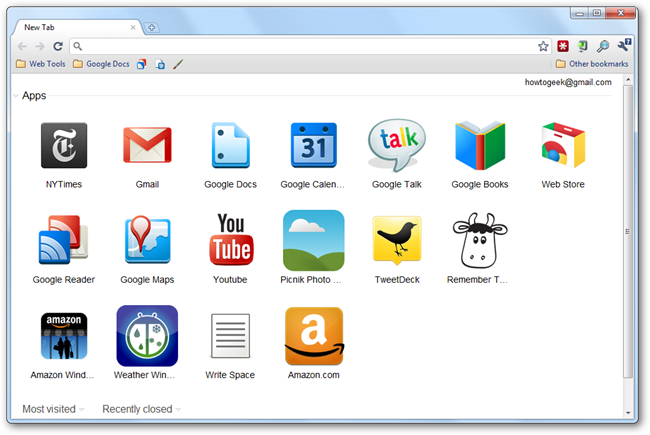 New Tab
Web Tools
Google Docs
Other bookmarks
howtogeek@gmail.com
Apps
31
talk
NYTimes
Gmail
Google Docs
Google Calen...
Google Talk
Google Books
Web Store
You
Tube
Google Reader
Google Maps
Youtube
Picnik Photo ...
TweetDeck
Remember T...
amazon
a
Amazon Wind...
Weather Win...
Write Space
Amazon.com
Most visited
Recently closed